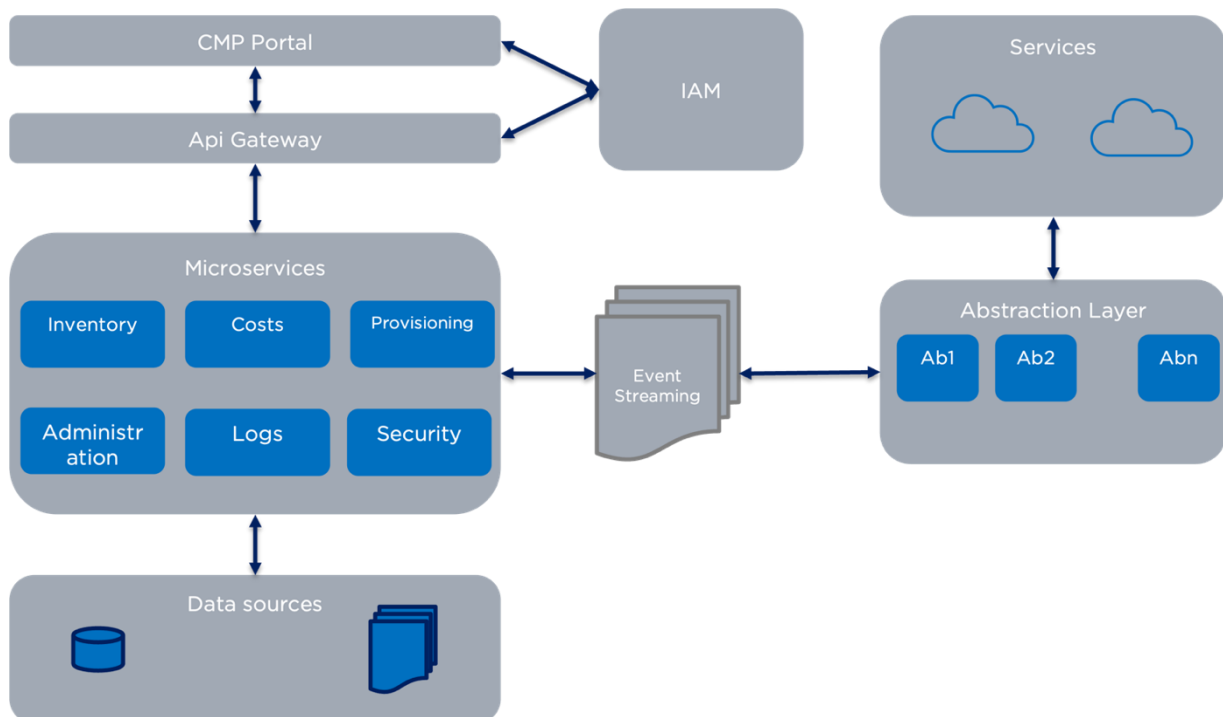 CMP Portal
Api Gateway
IAM
Services
Microservices
Inventory
Costs
Provisioning
Administr
ation
Logs
Security
Event
Streaming
Abstraction Layer
Ab1
Ab2
Abn
Data sources